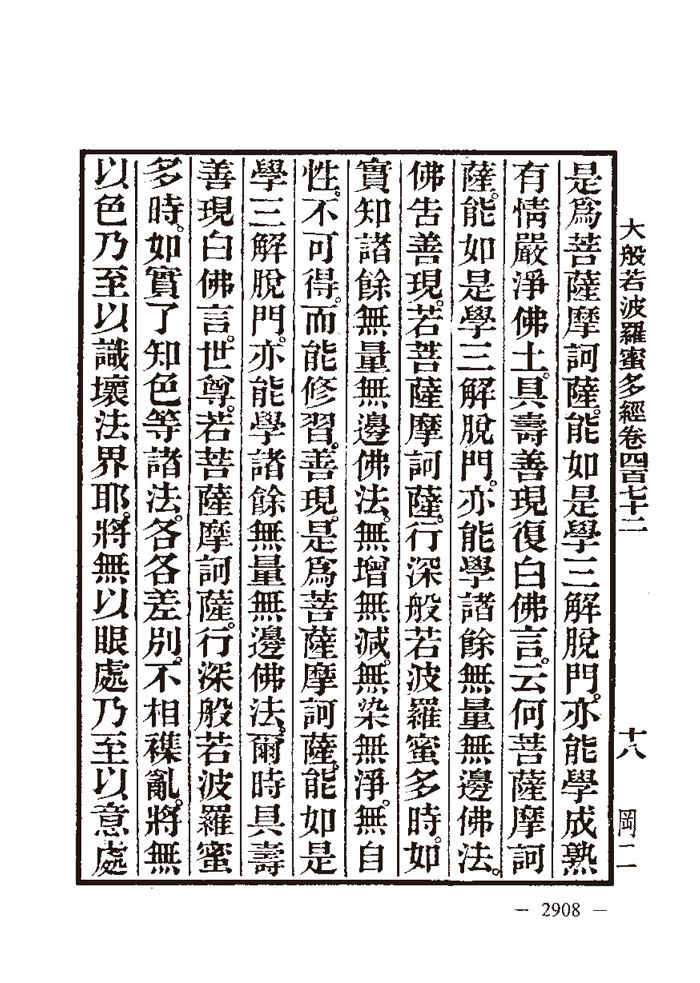 大般若波羅蜜多經卷四百七十二　十八　岡二
是爲菩薩摩訶薩。能如是學三解脫門。亦能學成熟
有情嚴淨佛土。具壽善現復白佛言。云何菩薩摩訶
薩。能如是學三解脫門。亦能學諸餘無量無邊佛法。
佛吿善現。若菩薩摩訶薩。行深般若波羅蜜多時。如
實知諸餘無量無邊佛法。無增無減。無染無淨。無自
性。不可得。而能修習。善現。是爲菩薩摩訶薩。能如是
學三解脫門。亦能學諸餘無量無邊佛法。爾時具壽
善現白佛言。世尊。若菩薩摩訶薩。行深般若波羅蜜
多時。如實了知色等諸法。各各差別。不相襍亂。將無
以色乃至以識壞法界耶。將無以眼處乃至以意處
— 2908 —